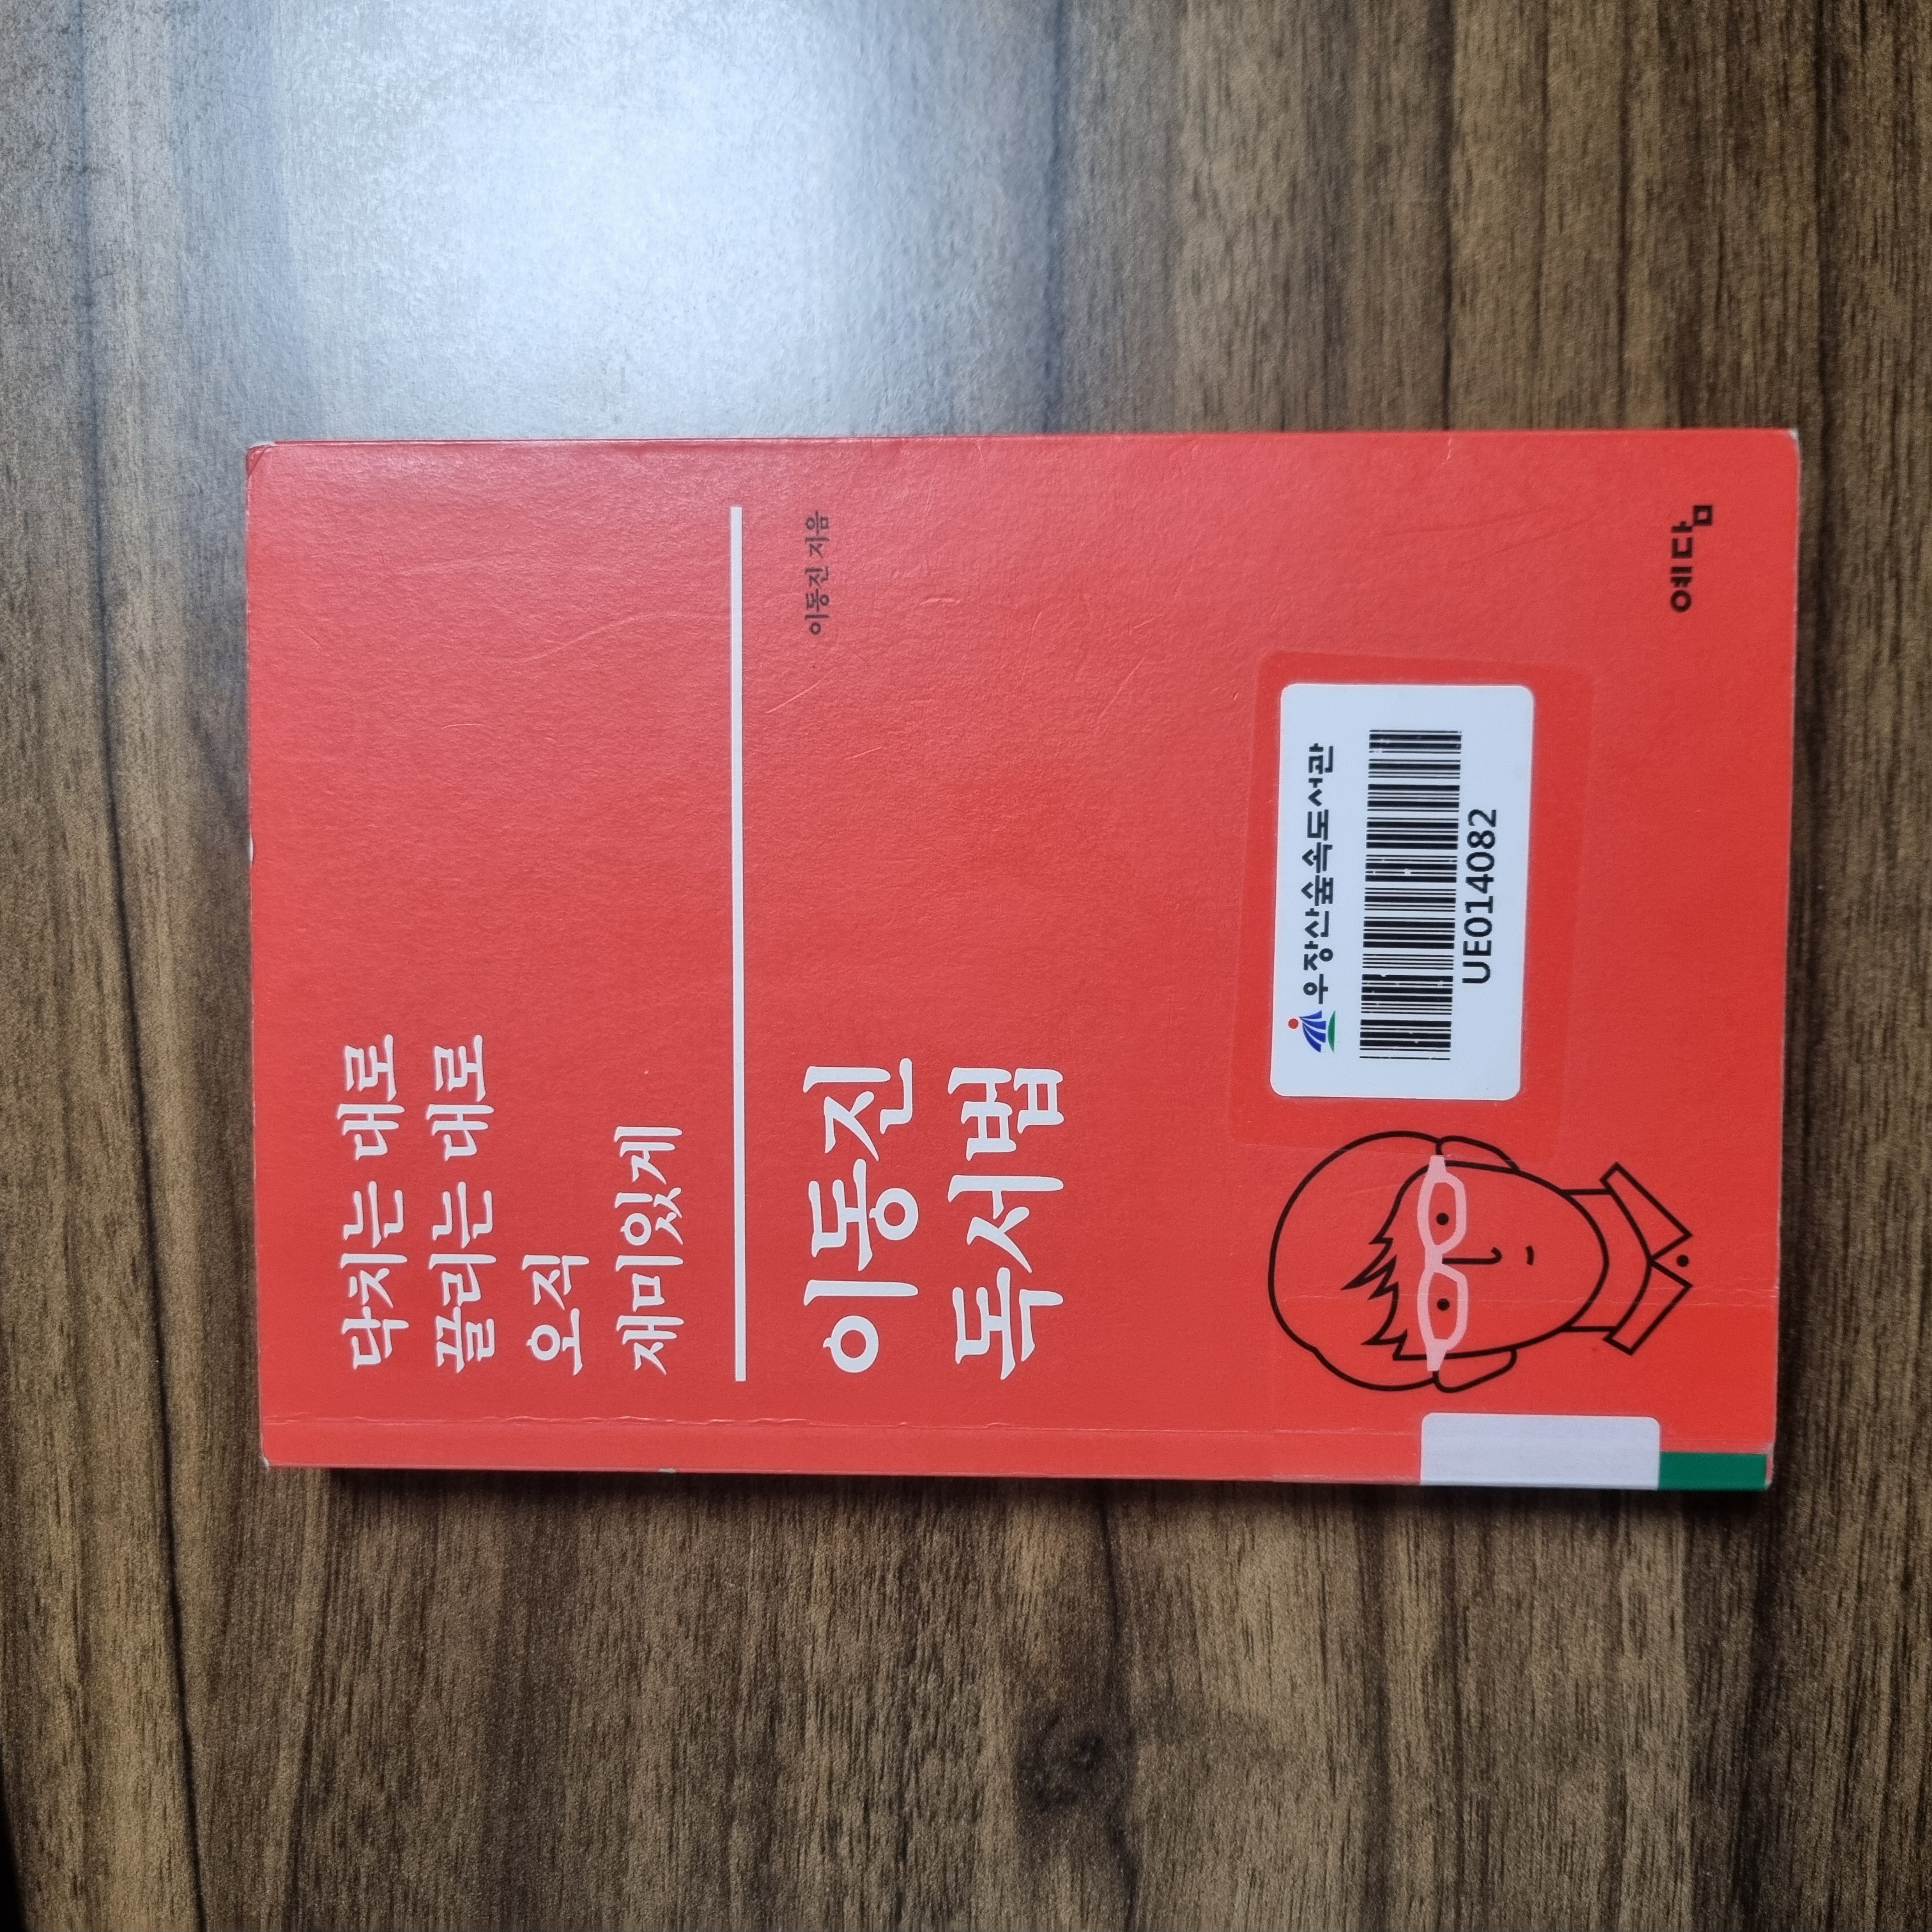 닥치는 대로
끌리는 대로
오직
재미있게
이동진
독서법
이동진 지음
우장산숲속도서관
UE014082
예담